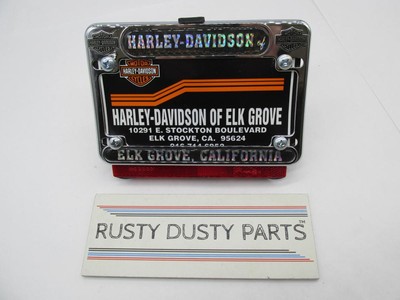 HARLEY-DAVIDSON
MOTOR
HARLEY-DAVIDSON
CYCLES
HARLEY-DAVIDSON OF ELK GROVE
10291 E. STOCKTON BOULEVARD
ELK GROVE, CA. 95624
ELK GROVE, CALIFORNIA
RUSTY DUSTY PARTS™